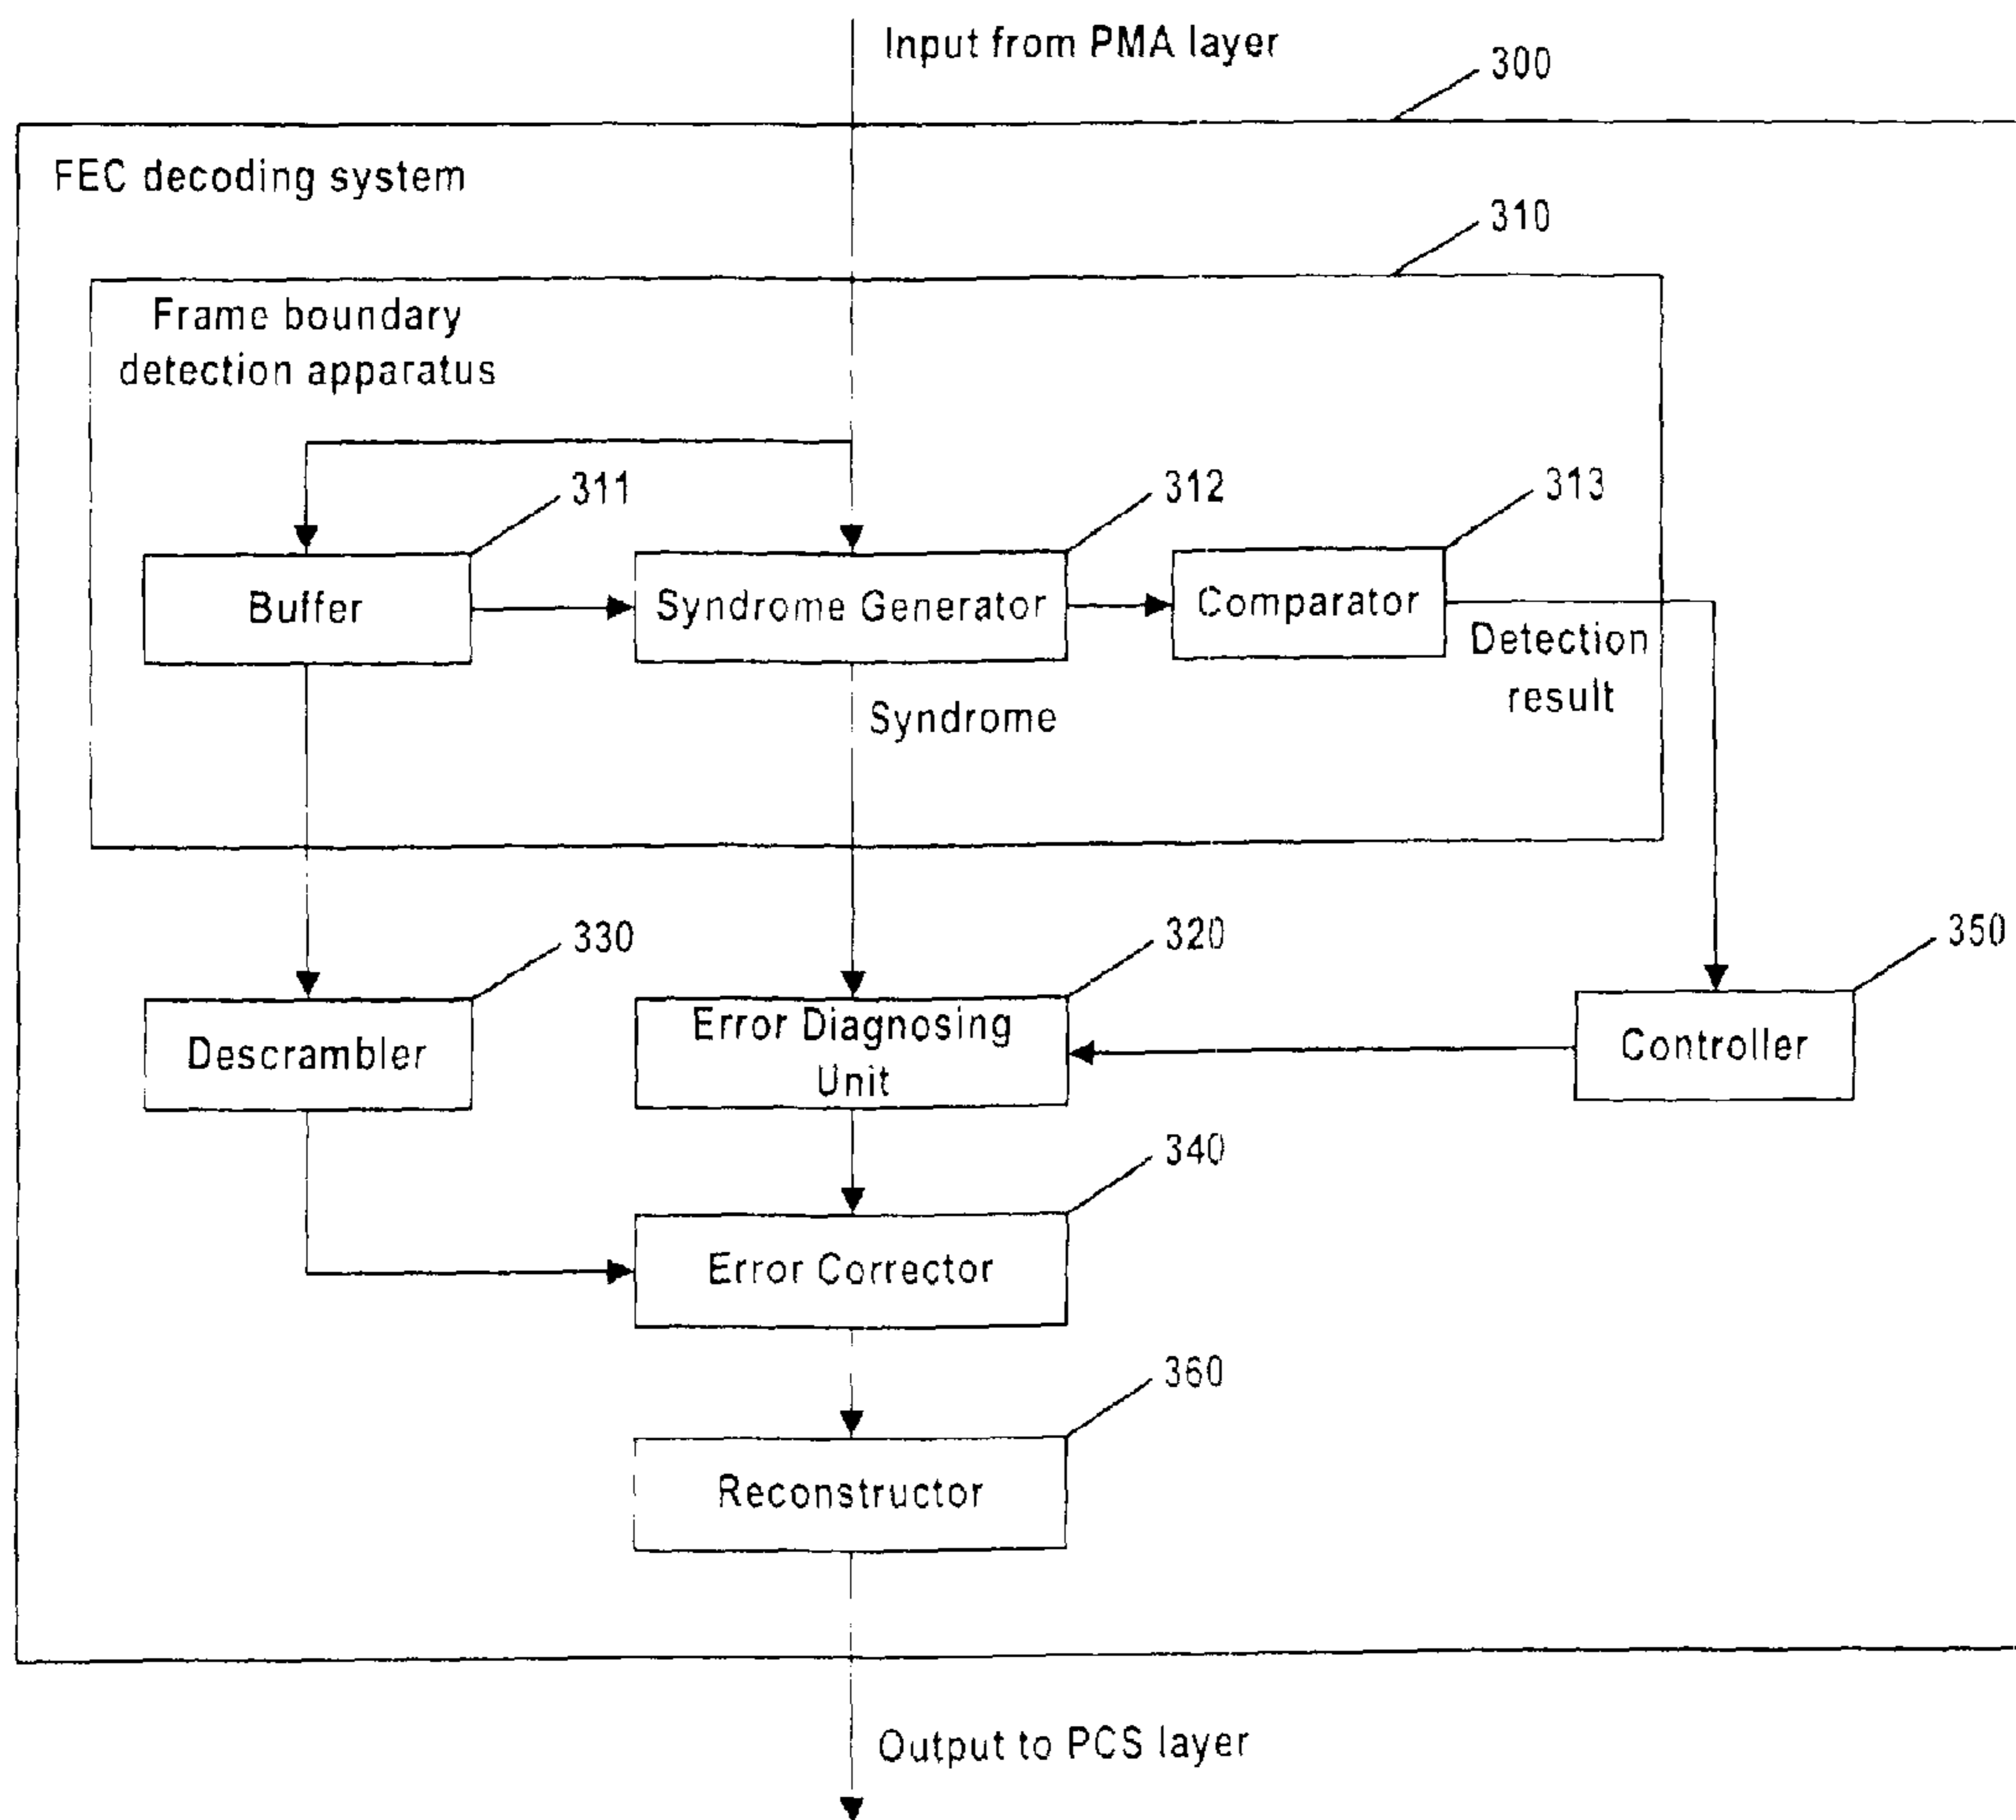 Input from PMA layer
300
FEC decoding system
310
Frame boundary
detection apparatus
311
312
313
Buffer
Syndrome Generator
Comparator
Detection
result
Syndrome
330
320
350
Descrambler
Error Diagnosing
Unit
Controller
340
Error Corrector
360
Reconstructor
Output to PCS layer